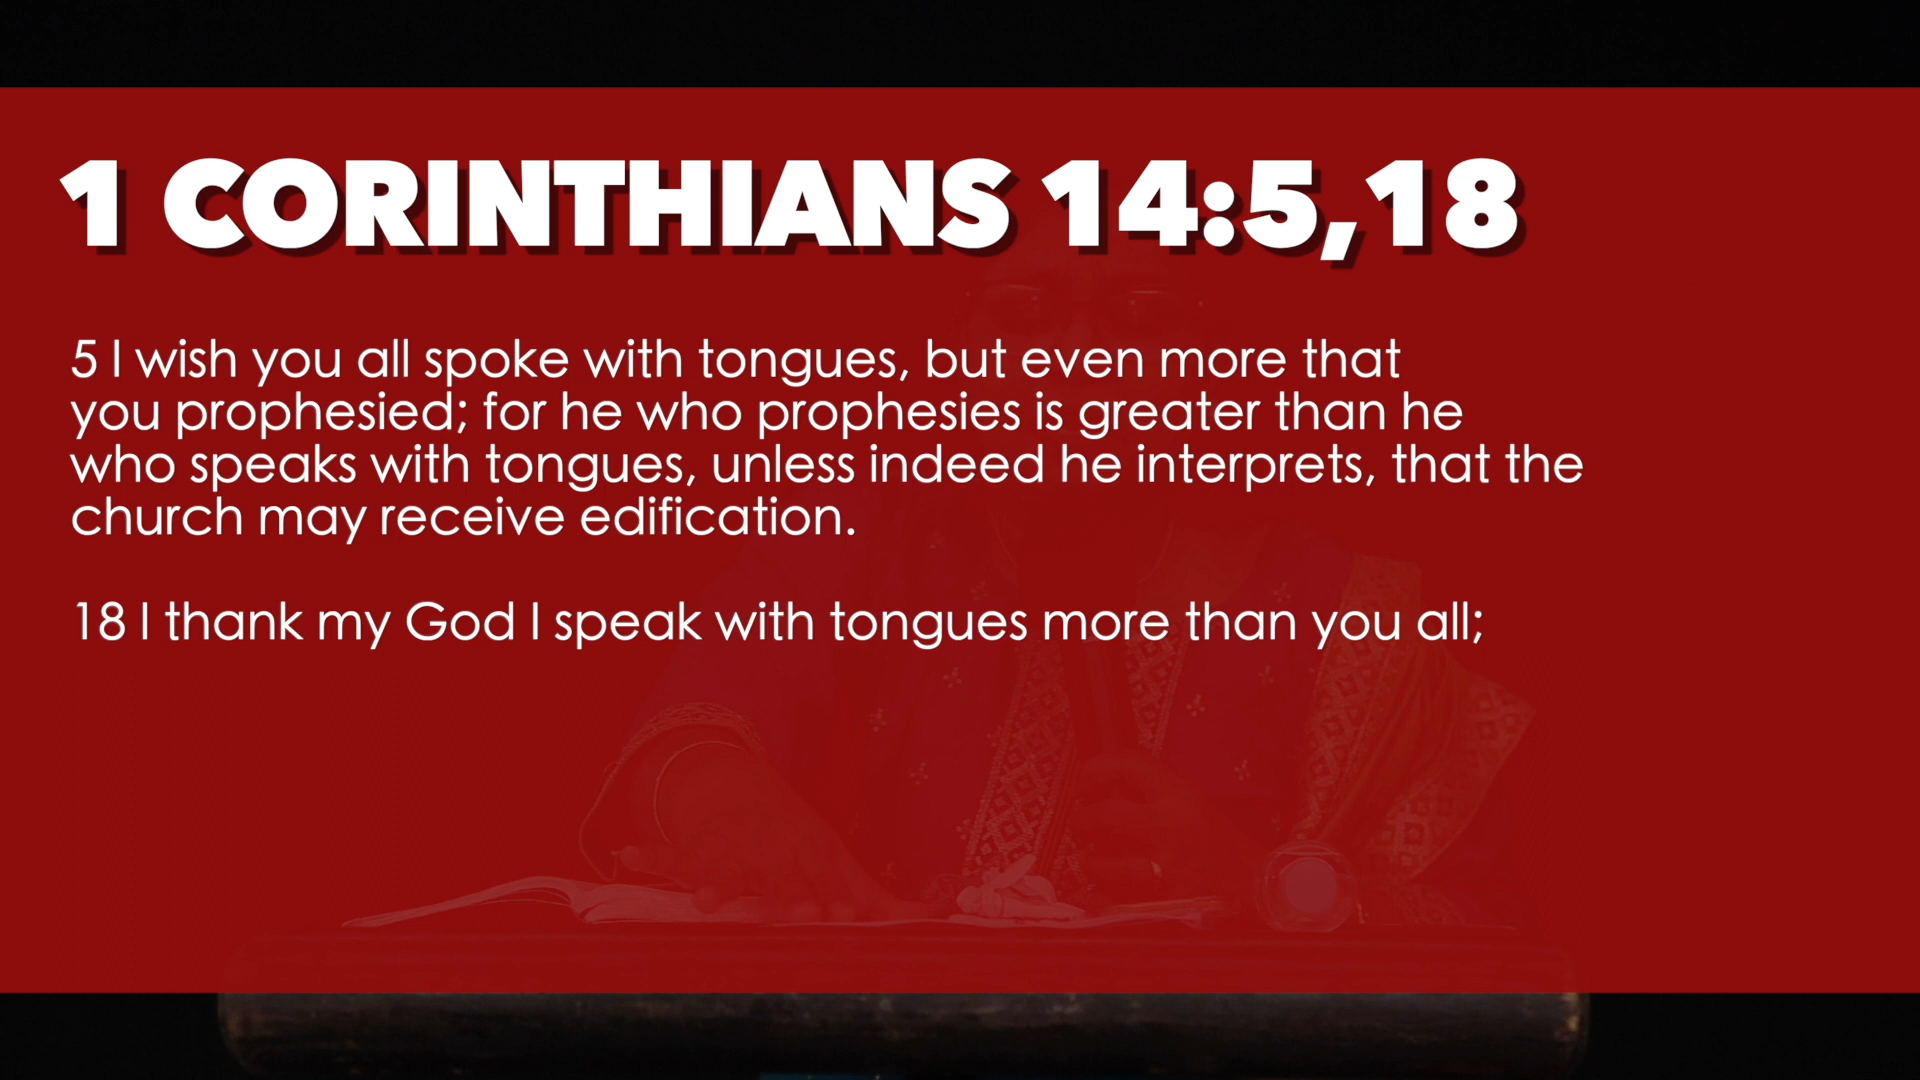 1 CORINTHIANS 14:5,18
5 I wish you all spoke with tongues, but even more that
you prophesied; for he who prophesies is greater than he
who speaks with tongues, unless indeed he interprets, that the
church may receive edification.
18 I thank my God I speak with tongues more than you all;